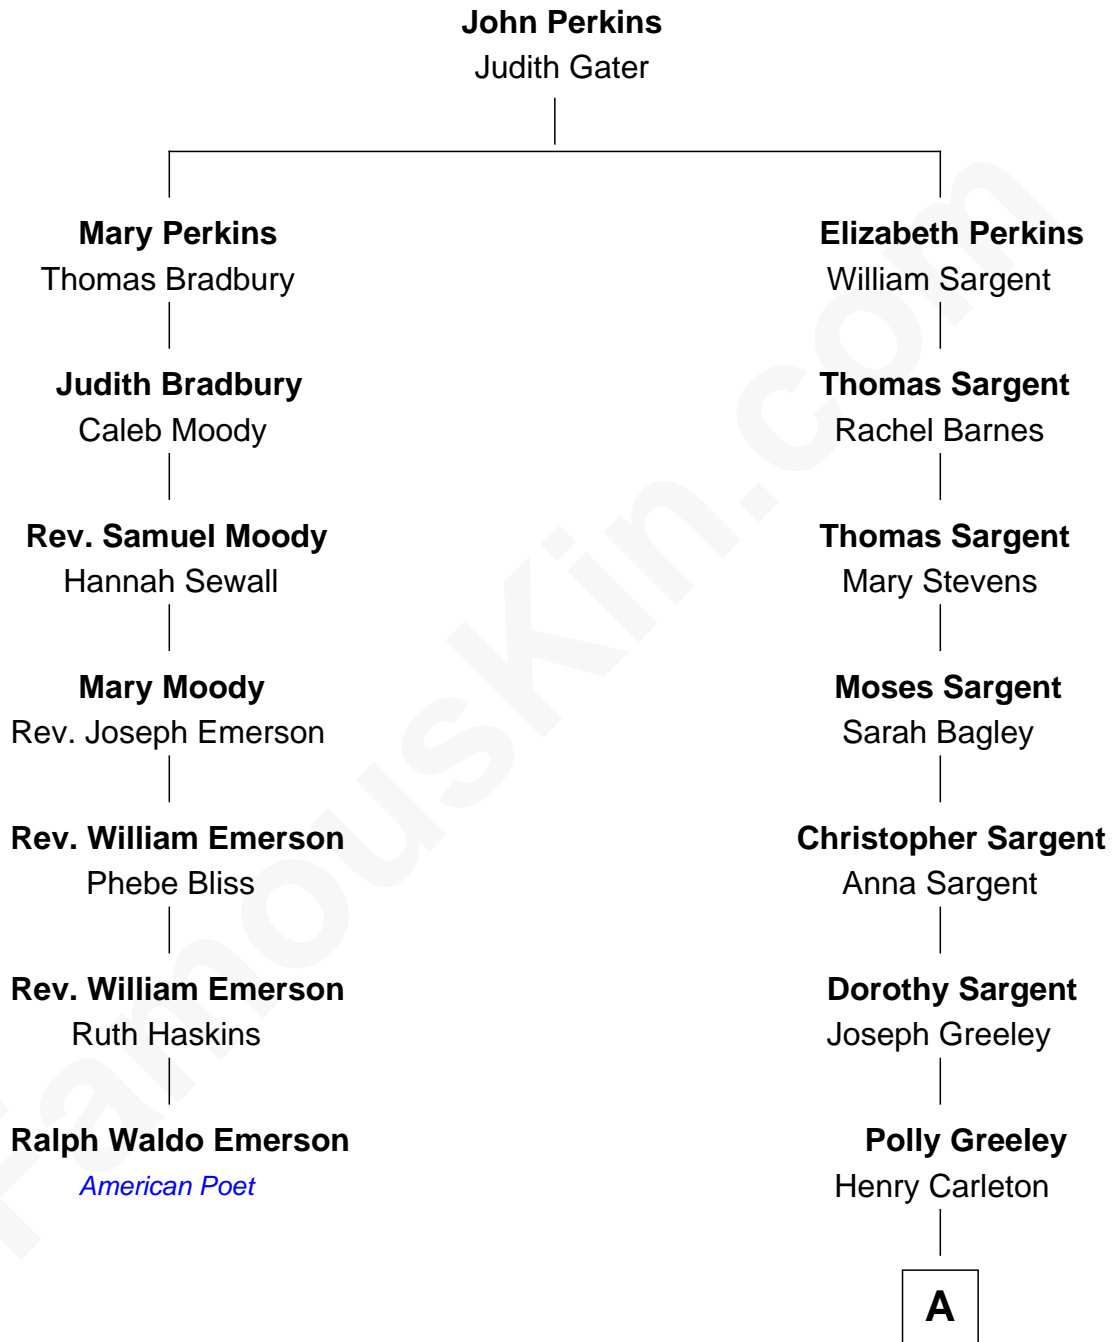 John Perkins
Judith Gater
Mary Perkins
Thomas Bradbury
Elizabeth Perkins
William Sargent
Judith Bradbury
Caleb Moody
Thomas Sargent
Rachel Barnes
Rev. Samuel Moody
Hannah Sewall
Thomas Sargent
Mary Stevens
Mary Moody
Rev. Joseph Emerson
Moses Sargent
Sarah Bagley
Rev. William Emerson
Phebe Bliss
Christopher Sargent
Anna Sargent
Rev. William Emerson
Ruth Haskins
Dorothy Sargent
Joseph Greeley
Ralph Waldo Emerson
American Poet
Polly Greeley
Henry Carleton
A
FamousKin.com